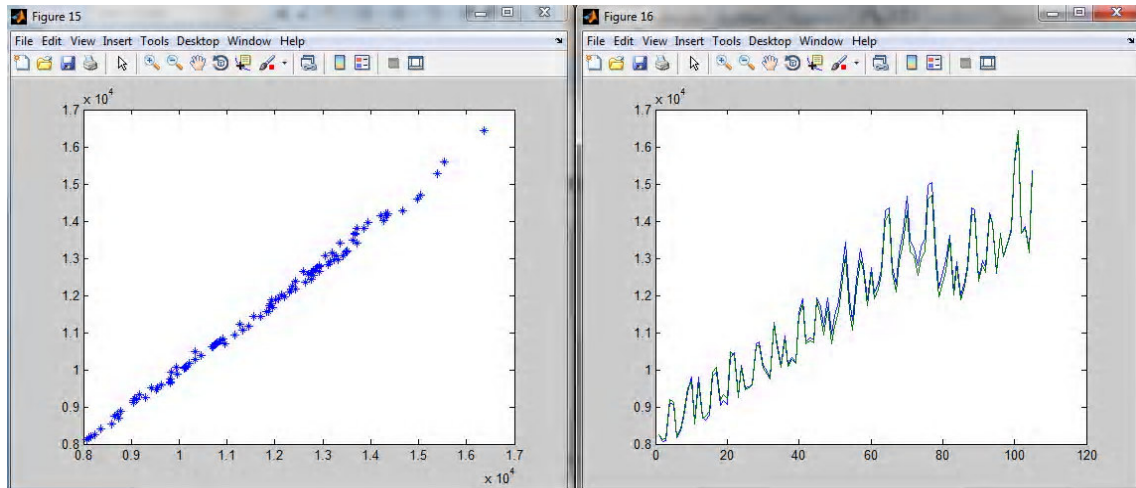 Figure 15
File Edit View Insert Tools Desktop Window Help
x 10^4
1.7
1.6
1.5
1.4
1.3
1.2
1.1
1
0.9
0.8
0.8 0.9 1 1.1 1.2 1.3 1.4 1.5 1.6 1.7
x 10^4
Figure 16
File Edit View Insert Tools Desktop Window Help
x 10^4
1.7
1.6
1.5
1.4
1.3
1.2
1.1
1
0.9
0.8
0 20 40 60 80 100 120